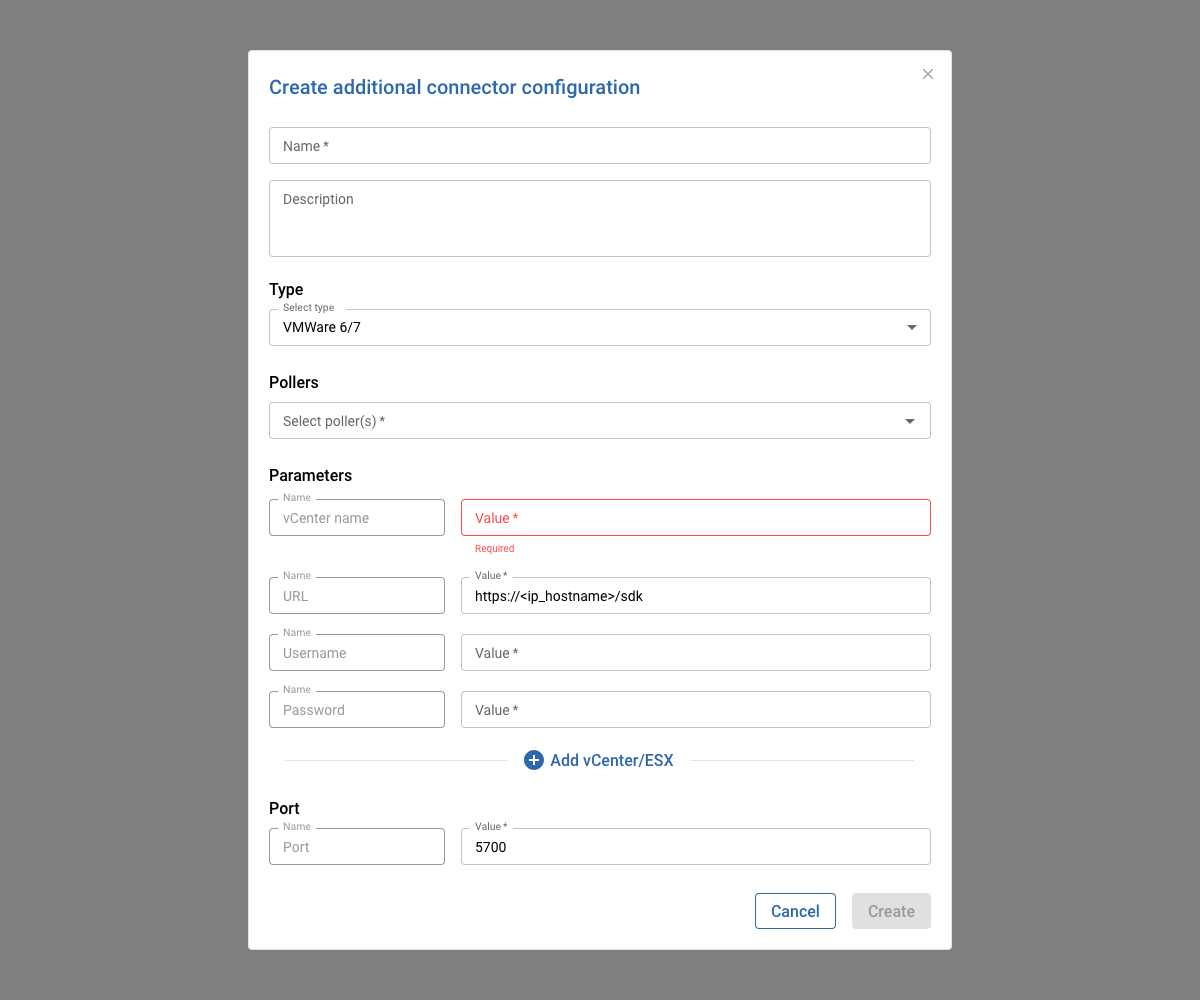 Create additional connector configuration
Name *
Description
Type
Select type
VMWare 6/7
Pollers
Select poller(s) *
Parameters
Name
vCenter name
Value *
Required
Name
URL
Value *
https://<ip_hostname>/sdk
Name
Username
Value *
Name
Password
Value *
Add vCenter/ESX
Port
Name
Port
Value *
5700
Cancel
Create